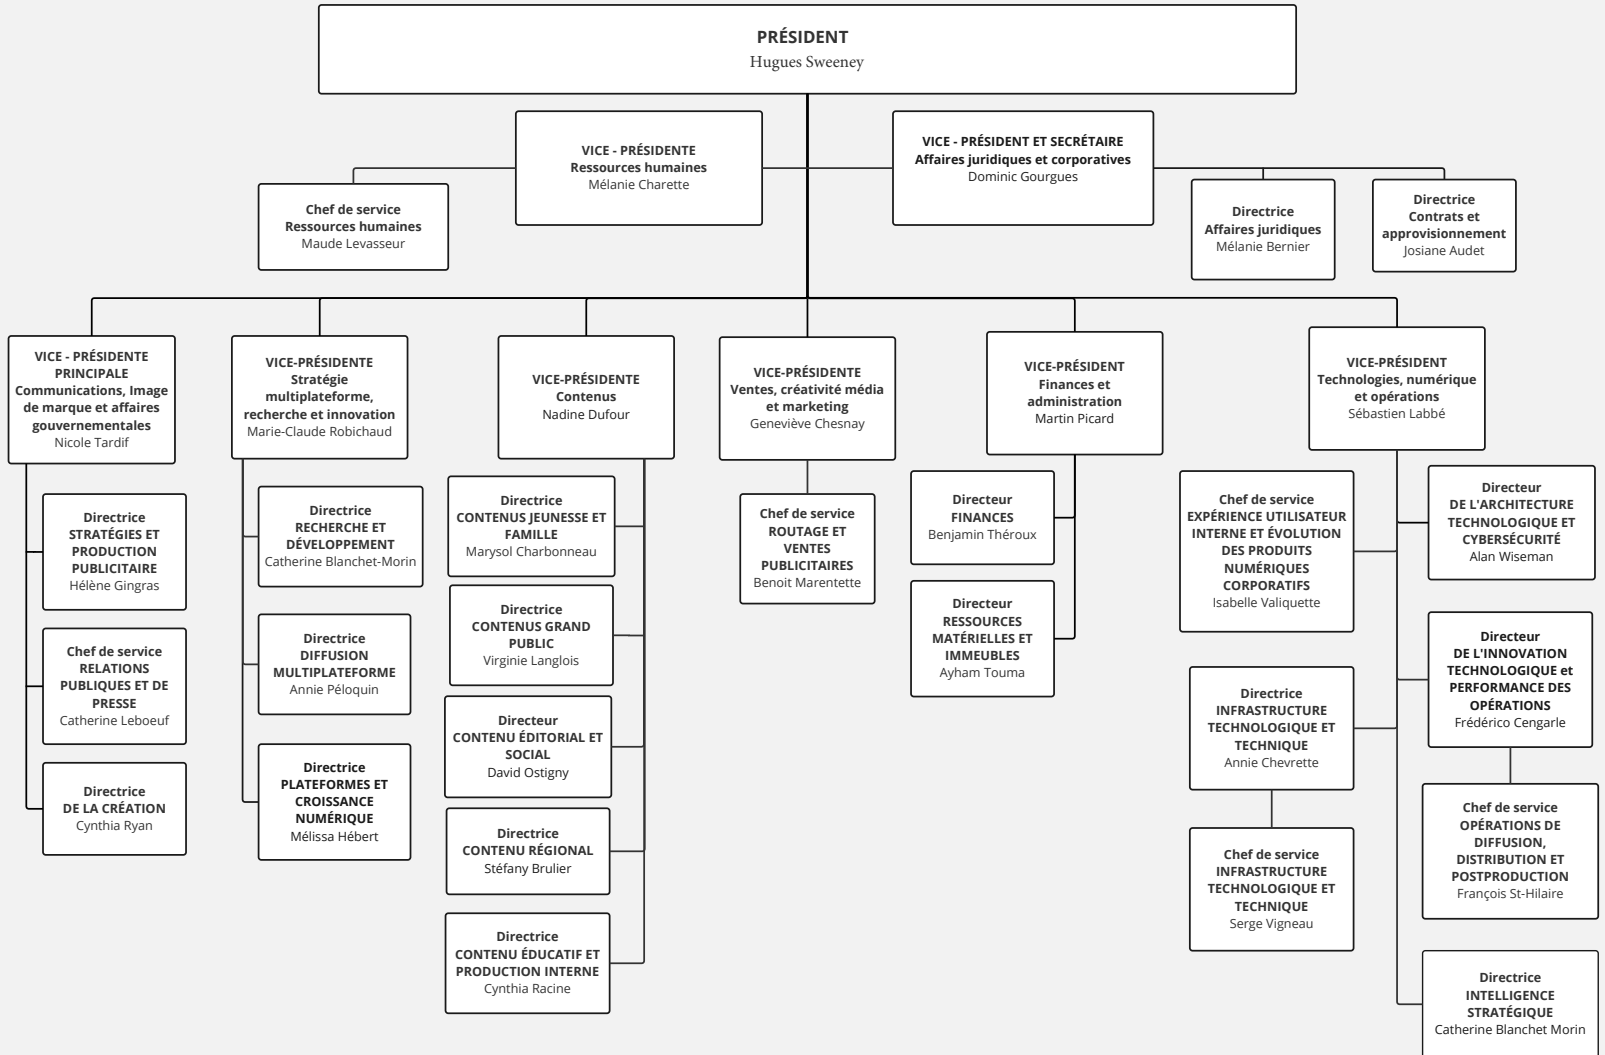 PRÉSIDENT
Hugues Sweeney
VICE - PRÉSIDENTE
Ressources humaines
Mélanie Charette
VICE - PRÉSIDENT ET SECRÉTAIRE
Affaires juridiques et corporatives
Dominic Gourgues
Chef de service
Ressources humaines
Maude Levasseur
Directrice
Affaires juridiques
Mélanie Bernier
Directrice
Contrats et
approvisionnement
Josiane Audet
VICE - PRÉSIDENTE
PRINCIPALE
Communications, Image
de marque et affaires
gouvernementales
Nicole Tardif
VICE-PRÉSIDENTE
Stratégie
multiplateforme,
recherche et innovation
Marie-Claude Robichaud
VICE-PRÉSIDENTE
Contenus
Nadine Dufour
VICE-PRÉSIDENTE
Ventes, créativité média
et marketing
Geneviève Chesnay
VICE-PRÉSIDENT
Finances et
administration
Martin Picard
VICE-PRÉSIDENT
Technologies, numérique
et opérations
Sébastien Labbé
Directrice
STRATÉGIES ET
PRODUCTION
PUBLICITAIRE
Hélène Gingras
Chef de service
RELATIONS
PUBLIQUES ET DE
PRESSE
Catherine Leboeuf
Directrice
DE LA CRÉATION
Cynthia Ryan
Directrice
RECHERCHE ET
DÉVELOPPEMENT
Catherine Blanchet-Morin
Directrice
DIFFUSION
MULTIPLATEFORME
Annie Péloquin
Directrice
PLATEFORMES ET
CROISSANCE
NUMÉRIQUE
Mélissa Hébert
Directrice
CONTENUS JEUNESSE ET
FAMILLE
Marysol Charbonneau
Directrice
CONTENUS GRAND
PUBLIC
Virginie Langlois
Directeur
CONTENU ÉDITORIAL ET
SOCIAL
David Ostigny
Directrice
CONTENU RÉGIONAL
Stéfany Brulier
Directrice
CONTENU ÉDUCATIF ET
PRODUCTION INTERNE
Cynthia Racine
Chef de service
ROUTAGE ET
VENTES
PUBLICITAIRES
Benoit Marentette
Directeur
FINANCES
Benjamin Théroux
Directeur
RESSOURCES
MATÉRIELLES ET
IMMEUBLES
Ayham Touma
Chef de service
EXPÉRIENCE UTILISATEUR
INTERNE ET ÉVOLUTION
DES PRODUITS
NUMÉRIQUES
CORPORATIFS
Isabelle Valiquette
Directrice
INFRASTRUCTURE
TECHNOLOGIQUE ET
TECHNIQUE
Annie Chevrette
Chef de service
INFRASTRUCTURE
TECHNOLOGIQUE ET
TECHNIQUE
Serge Vigneau
Directeur
DE L'ARCHITECTURE
TECHNOLOGIQUE ET
CYBERSÉCURITÉ
Alan Wiseman
Directeur
DE L'INNOVATION
TECHNOLOGIQUE et
PERFORMANCE DES
OPÉRATIONS
Frédérico Cengarle
Chef de service
OPÉRATIONS DE
DIFFUSION,
DISTRIBUTION ET
POSTPRODUCTION
François St-Hilaire
Directrice
INTELLIGENCE
STRATÉGIQUE
Catherine Blanchet Morin